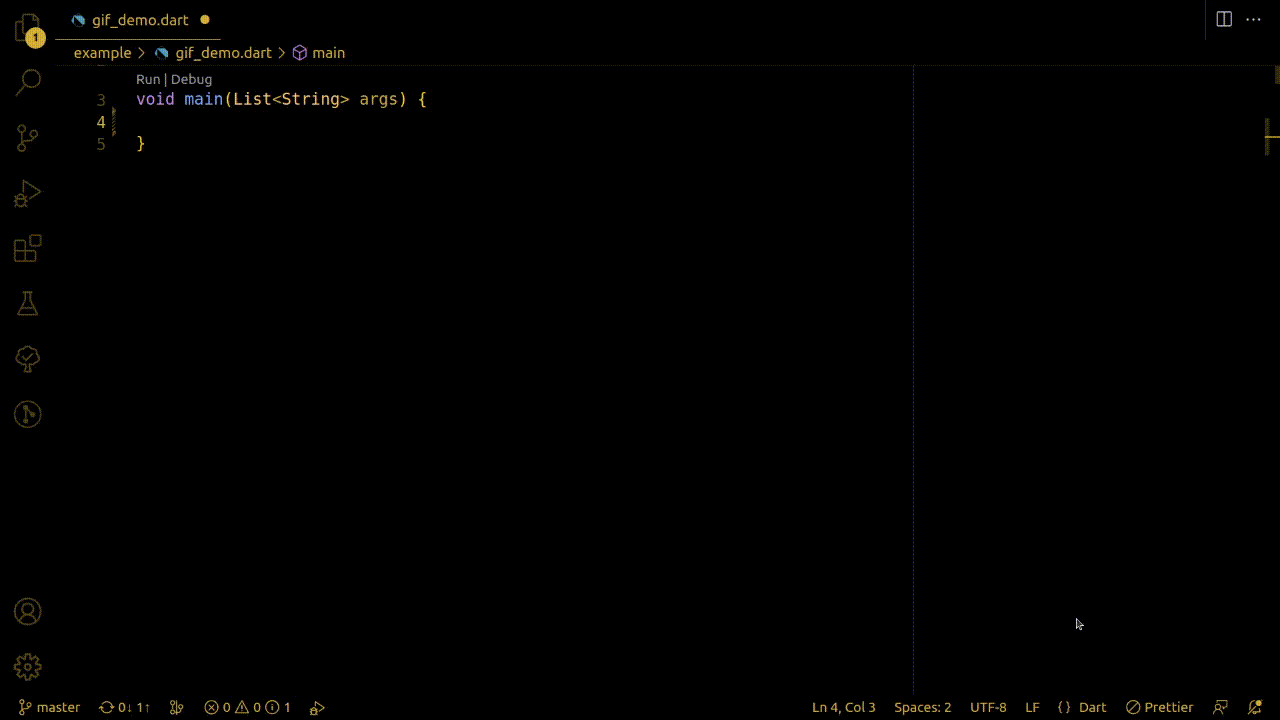 gif_demo.dart
1
example > gif_demo.dart > main
Run | Debug
3 void main(List<String> args) {
4
5 }
master 0↓ 1↑ 0 0 1 Ln 4, Col 3 Spaces: 2 UTF-8 LF { } Dart Prettier